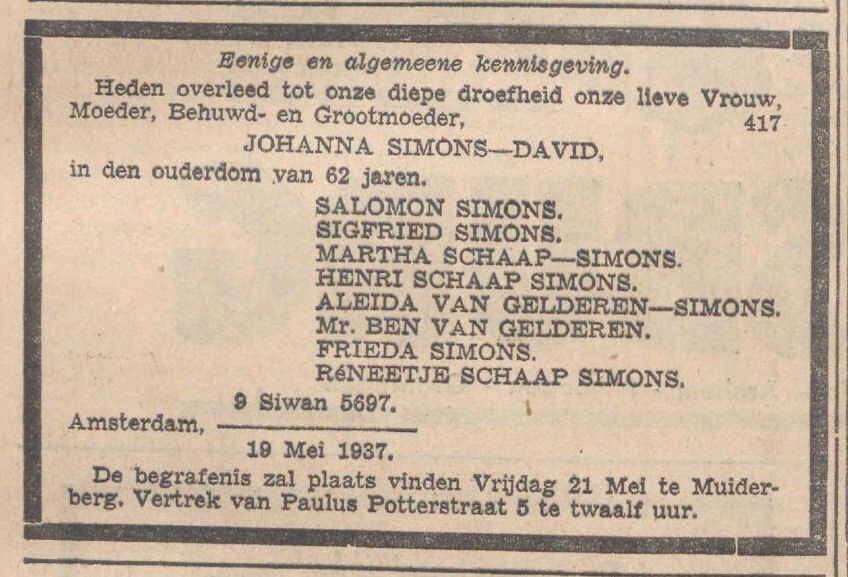 Eenige en algemeene kennisgeving.
Heden overleed tot onze diepe droefheid onze lieve Vrouw,
Moeder, Behuwd- en Grootmoeder, 417
JOHANNA SIMONS—DAVID,
in den ouderdom van 62 jaren.
SALOMON SIMONS.
SIGFRIED SIMONS.
MARTHA SCHAAP—SIMONS.
HENRI SCHAAP SIMONS.
ALEIDA VAN GELDEREN—SIMONS.
Mr. BEN VAN GELDEREN.
FRIEDA SIMONS.
RéNEETJE SCHAAP SIMONS.
9 Siwan 5697.
Amsterdam,
19 Mei 1937.
De begrafenis zal plaats vinden Vrijdag 21 Mei te Muider-
berg. Vertrek van Paulus Potterstraat 5 te twaalf uur.